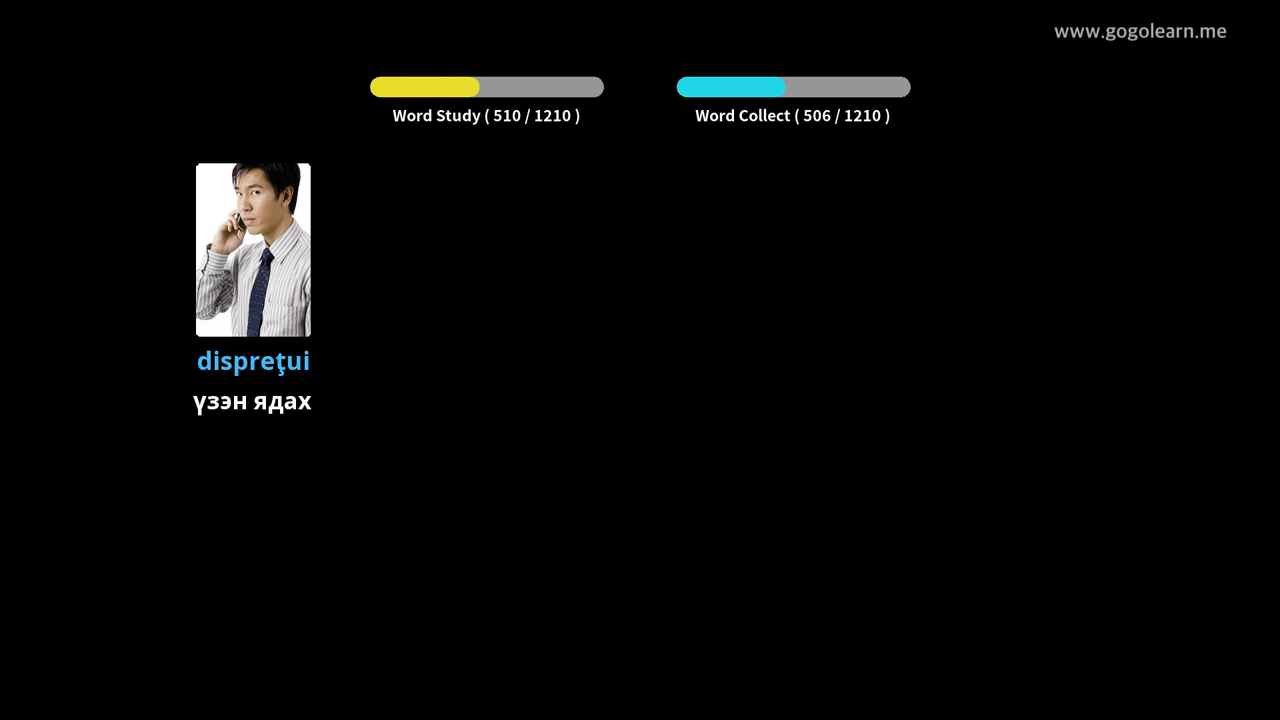 www.gogolearn.me
Word Study ( 510 / 1210 )
Word Collect ( 506 / 1210 )
dispreţui
үзэн ядах